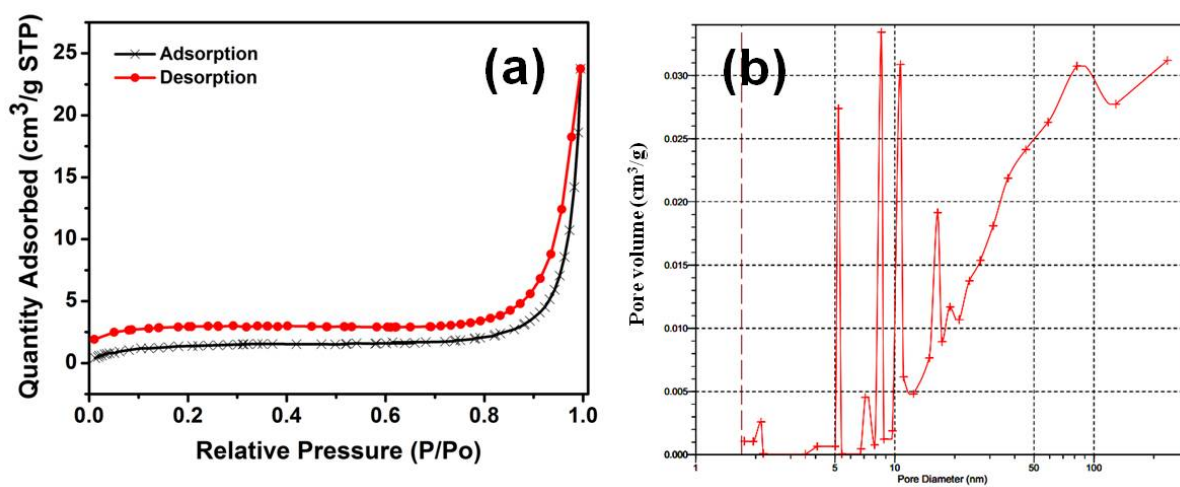 (a)
Adsorption
Desorption
Quantity Adsorbed (cm³/g STP)
25
20
15
10
5
0
0.0 0.2 0.4 0.6 0.8 1.0
Relative Pressure (P/Po)
(b)
Pore volume (cm³/g)
0.030
0.025
0.020
0.015
0.010
0.005
0.000
1 5 10 50 100
Pore Diameter (nm)